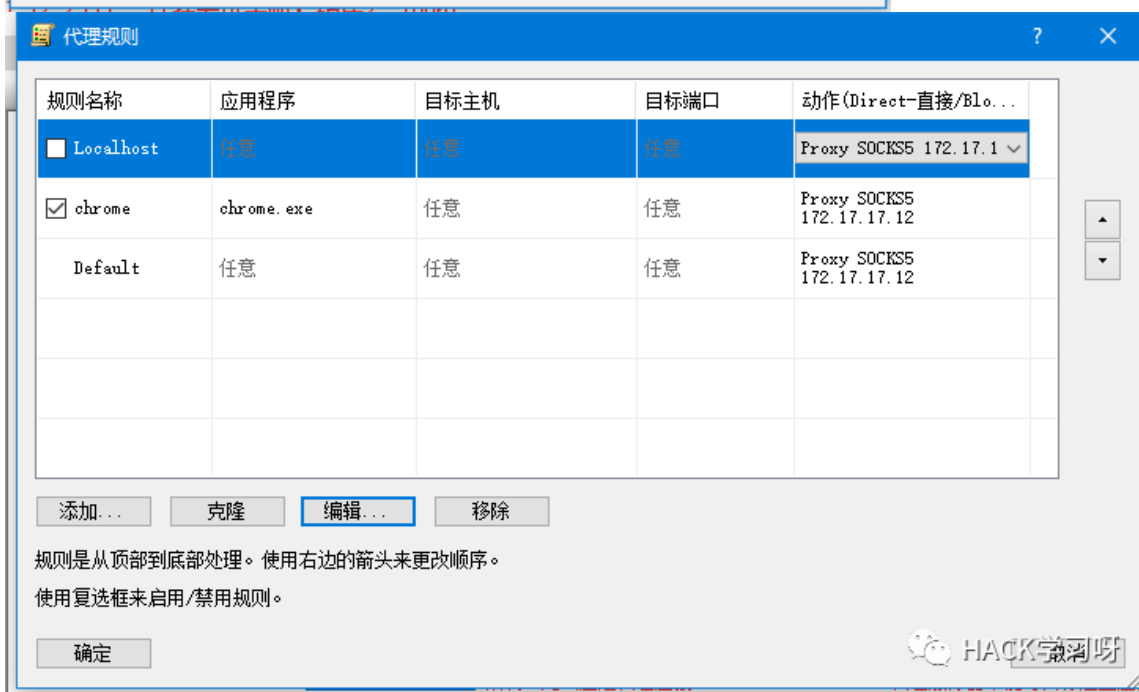 代理规则
?
规则名称 应用程序 目标主机 目标端口 动作(Direct-直接/Blo...
Localhost 任意 任意 任意 Proxy SOCKS5 172.17.1
chrome chrome.exe 任意 任意 Proxy SOCKS5
172.17.17.12
Default 任意 任意 任意 Proxy SOCKS5
172.17.17.12
添加... 克隆 编辑... 移除
规则是从顶部到底部处理。使用右边的箭头来更改顺序。
使用复选框来启用/禁用规则。
确定 取消
HACK学习呀